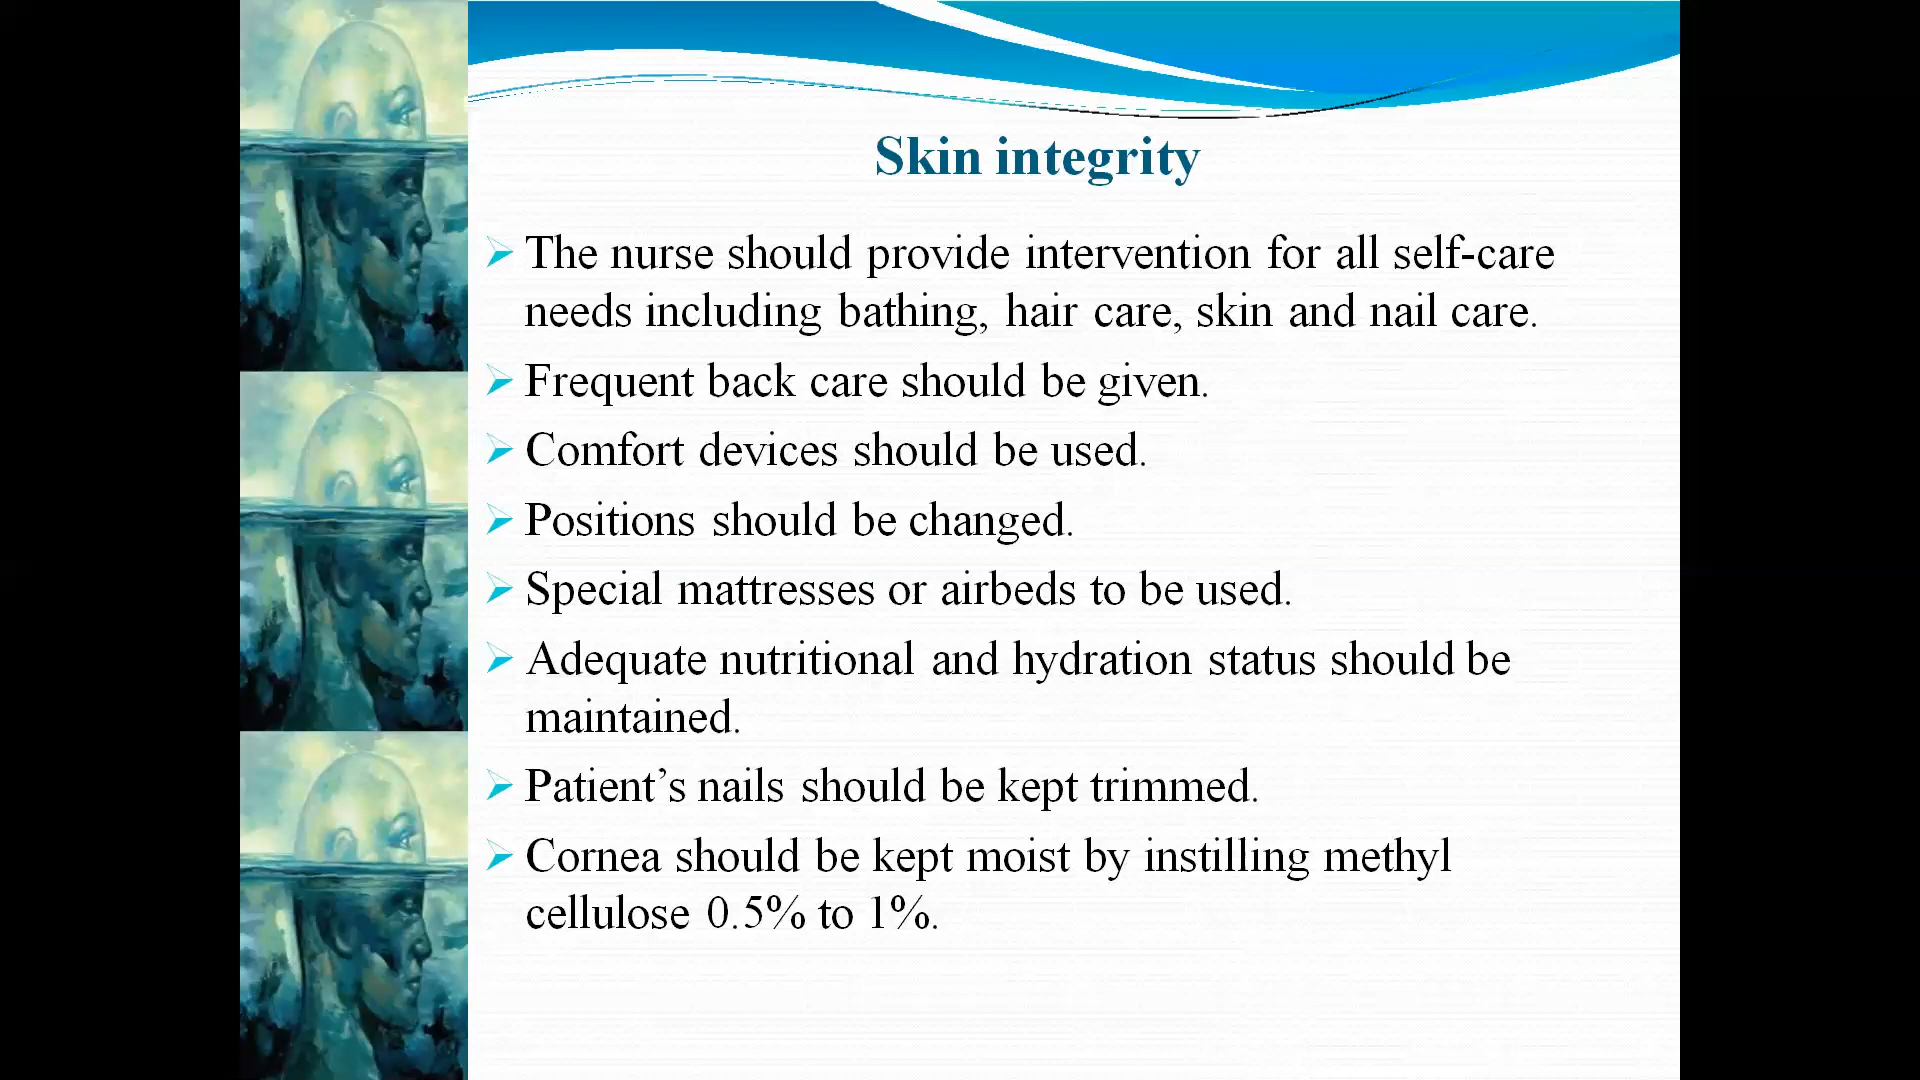 Skin integrity
➢ The nurse should provide intervention for all self-care
needs including bathing, hair care, skin and nail care.
➢ Frequent back care should be given.
➢ Comfort devices should be used.
➢ Positions should be changed.
➢ Special mattresses or airbeds to be used.
➢ Adequate nutritional and hydration status should be
maintained.
➢ Patient’s nails should be kept trimmed.
➢ Cornea should be kept moist by instilling methyl
cellulose 0.5% to 1%.